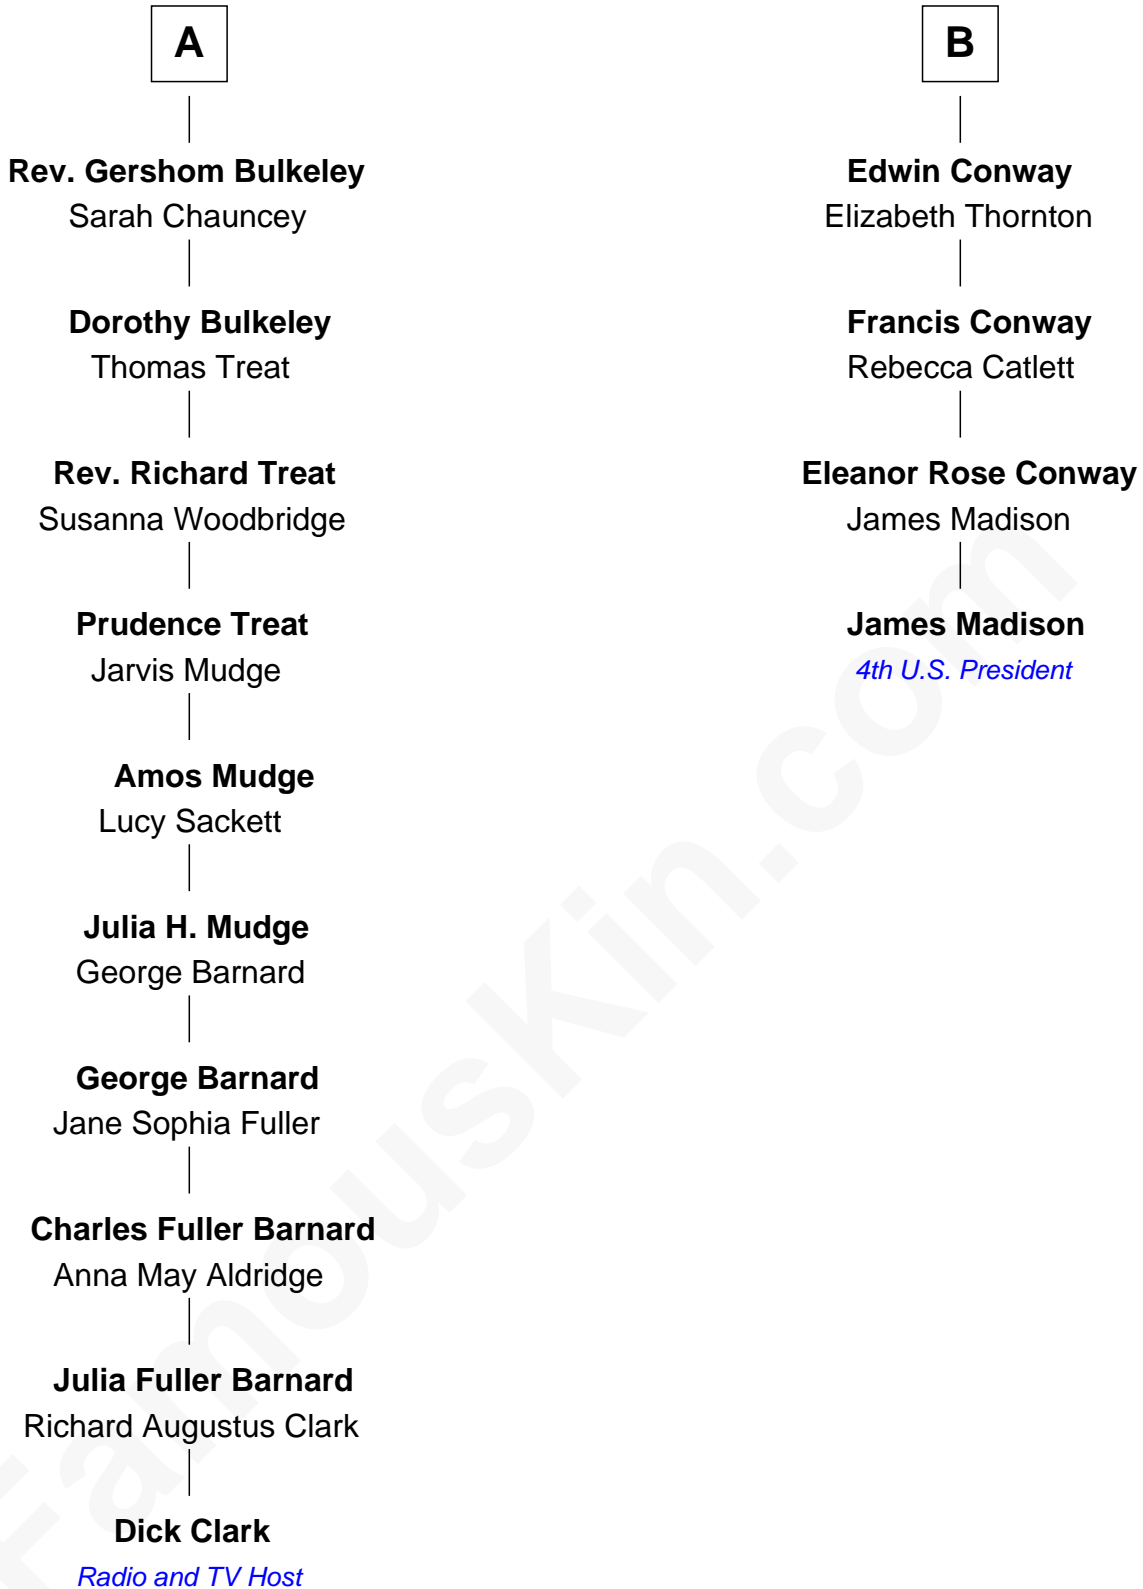 A
Rev. Gershom Bulkeley
Sarah Chauncey
Dorothy Bulkeley
Thomas Treat
Rev. Richard Treat
Susanna Woodbridge
Prudence Treat
Jarvis Mudge
Amos Mudge
Lucy Sackett
Julia H. Mudge
George Barnard
George Barnard
Jane Sophia Fuller
Charles Fuller Barnard
Anna May Aldridge
Julia Fuller Barnard
Richard Augustus Clark
Dick Clark
Radio and TV Host
B
Edwin Conway
Elizabeth Thornton
Francis Conway
Rebecca Catlett
Eleanor Rose Conway
James Madison
James Madison
4th U.S. President
FamousKin.com